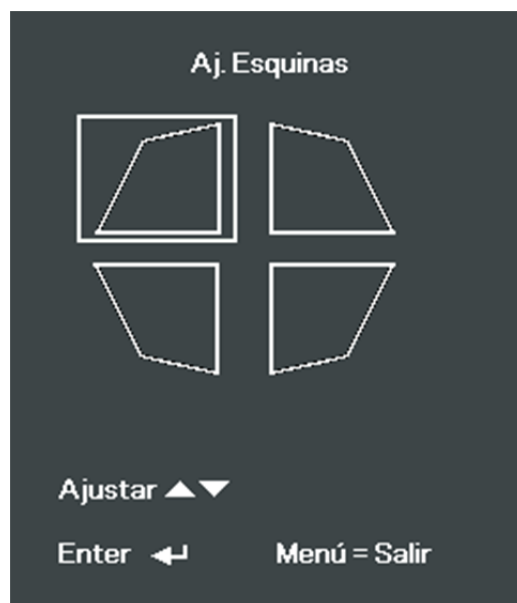 Aj. Esquinas
Ajustar ▲▼
Enter ↵ Menú = Salir